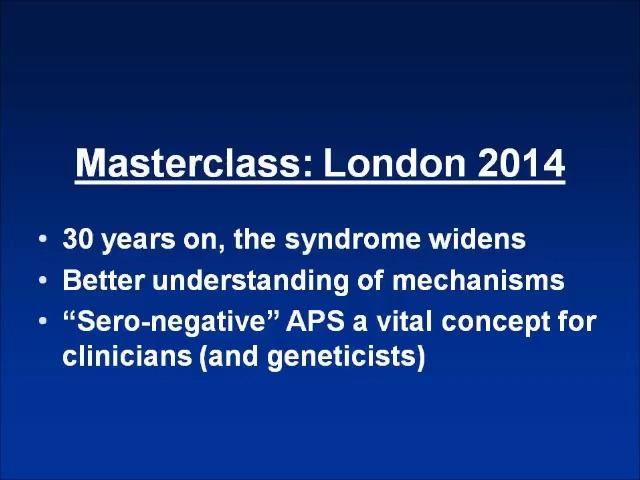 Masterclass: London 2014
• 30 years on, the syndrome widens
• Better understanding of mechanisms
• “Sero-negative” APS a vital concept for
clinicians (and geneticists)